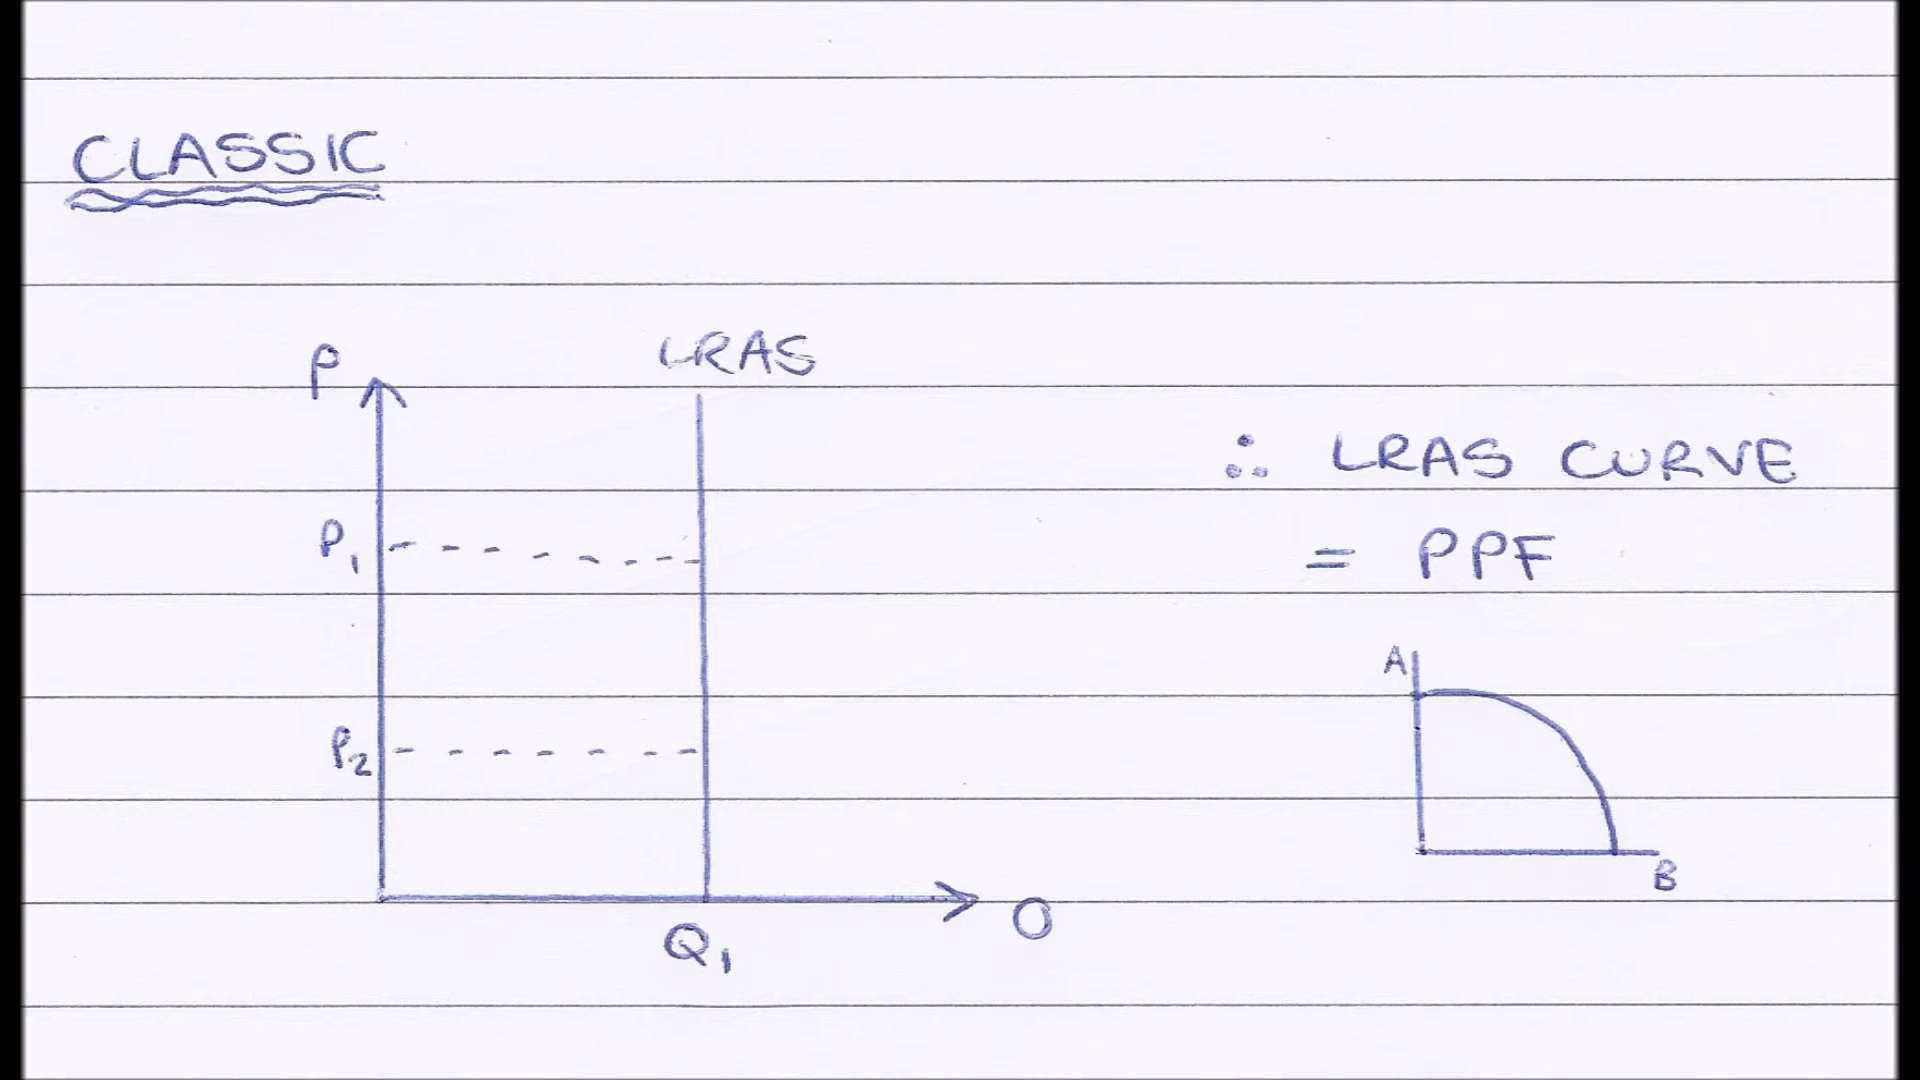 CLASSIC
P
LRAS
∴ LRAS CURVE
= PPF
P1
A
P2
B
O
Q1